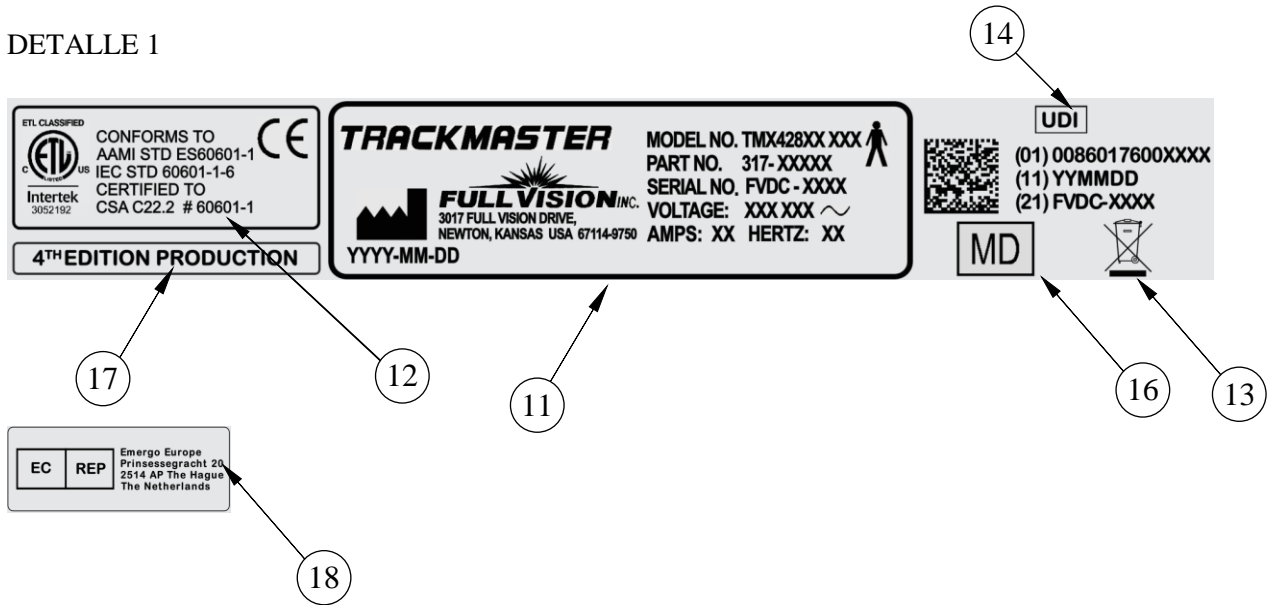 DETALLE 1
14
ETL CLASSIFIED
ETL
C US
Intertek
3052192
CONFORMS TO
AAMI STD ES60601-1
IEC STD 60601-1-6
CERTIFIED TO
CSA C22.2 # 60601-1
CE
4TH EDITION PRODUCTION
TRACKMASTER
FULL VISION INC.
3017 FULL VISION DRIVE,
NEWTON, KANSAS USA 67114-9750
YYYY-MM-DD
MODEL NO. TMX428XX XXX
PART NO. 317- XXXXX
SERIAL NO. FVDC - XXXX
VOLTAGE: XXX XXX ~
AMPS: XX HERTZ: XX
UDI
(01) 0086017600XXXX
(11) YYMMDD
(21) FVDC-XXXX
MD
17
12
11
16
13
EC REP
Emergo Europe
Prinsessegracht 20
2514 AP The Hague
The Netherlands
18